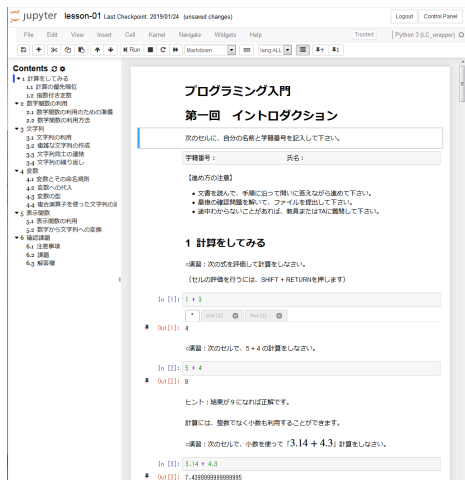 jupyter lesson-01 Last Checkpoint: 2019/01/24 (unsaved changes)
Logout Control Panel
File Edit View Insert Cell Kernel Navigate Widgets Help
Trusted Python 3 (LC_wrapper)
Run Markdown lang:ALL
Contents
1 計算をしてみる
1.1 計算の優先順位
1.2 指数付き定数
2 数学関数の利用
2.1 数学関数の利用のための準備
2.2 数学関数の利用方法
3 文字列
3.1 文字列の利用
3.2 複雑な文字列の作成
3.3 文字列同士の連結
3.4 文字列の繰り返し
4 変数
4.1 変数とその命名規則
4.2 変数への代入
4.3 変数の型
4.4 複合演算子を使った文字列の
5 表示関数
5.1 表示関数の利用
5.2 数字から文字列への変換
6 確認課題
6.1 注意事項
6.2 課題
6.3 解答欄
プログラミング入門
第一回 イントロダクション
次のセルに、自分の名前と学籍番号を記入して下さい。
学籍番号： 氏名：
【進め方の注意】
• 文書を読んで、手順に沿って問いに答えながら進めて下さい。
• 最後の確認問題を解いて、ファイルを提出して下さい。
• 途中わからないことがあれば、教員またはTAに質問して下さい。
1 計算をしてみる
○演習：次の式を評価して計算をしなさい。
（セルの評価を行うには、SHIFT + RETURNを押します）
In [1]: 1 + 3
* Out [4] Out [3]
Out[1]: 4
○演習：次のセルで、5 + 4 の計算をしなさい。
In [2]: 5 + 4
Out[2]: 9
ヒント：結果が 9 になれば正解です。
計算には、整数でなく小数も利用することができます。
○演習：次のセルで、小数を使って「3.14 + 4.3」計算をしなさい。
In [3]: 3.14 + 4.3
Out[3]: 7.4399999999999995